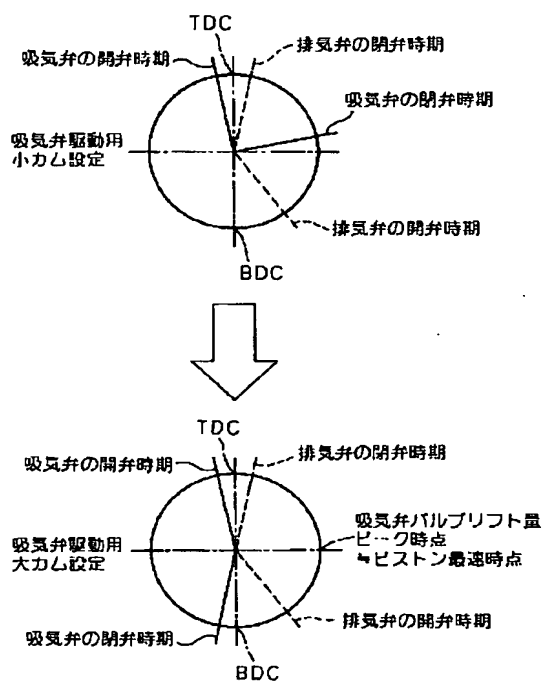 TDC
吸気弁の開弁時期
排気弁の閉弁時期
吸気弁の閉弁時期
吸気弁駆動用
小カム設定
排気弁の開弁時期
BDC
TDC
吸気弁の開弁時期
排気弁の閉弁時期
吸気弁バルブリフト量
ピーク時点
≒ピストン最速時点
吸気弁駆動用
大カム設定
排気弁の開弁時期
吸気弁の閉弁時期
BDC